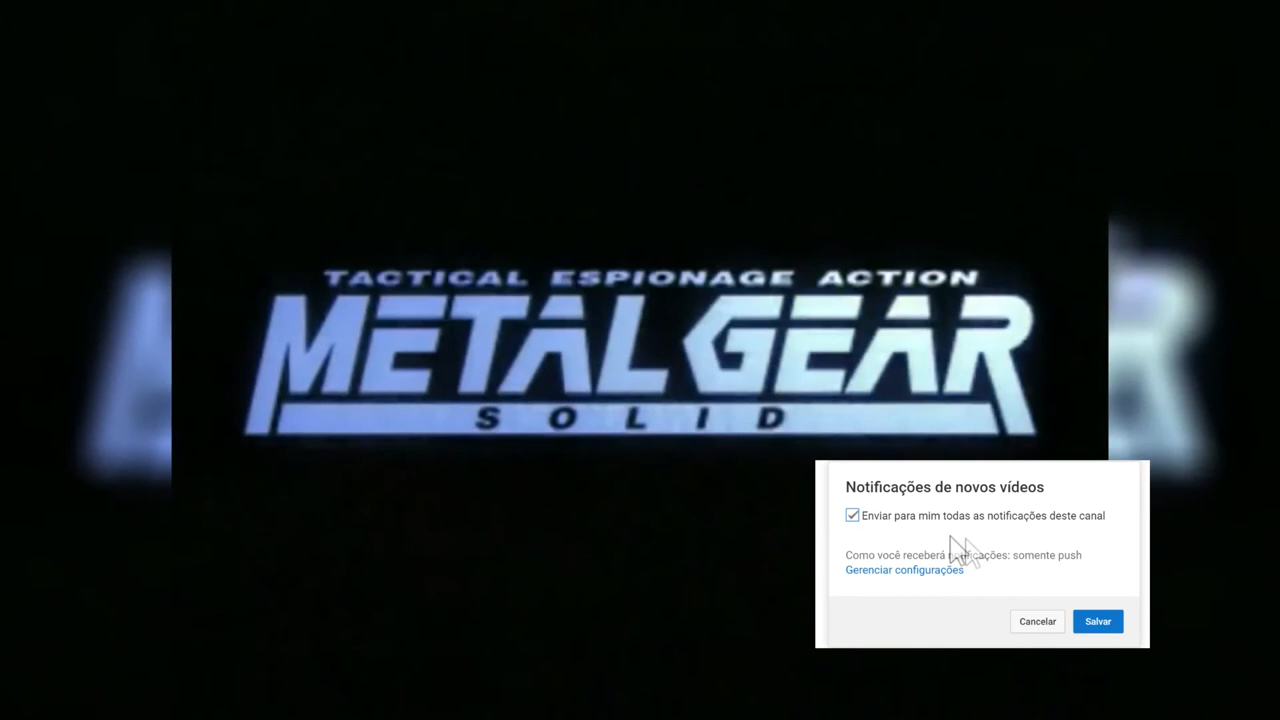 TACTICAL ESPIONAGE ACTION
METAL GEAR
SOLID
Notificações de novos vídeos
Enviar para mim todas as notificações deste canal
Como você receberá notificações: somente push
Gerenciar configurações
Cancelar
Salvar